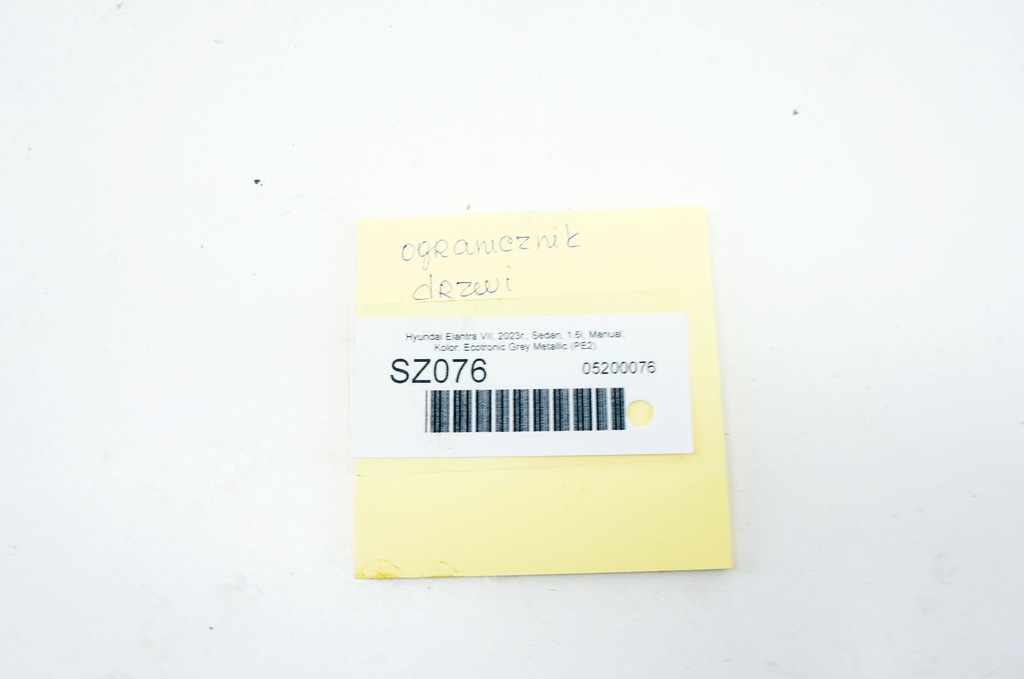 ogranicznik
drzwi
Hyundai Elantra VII, 2023r., Sedan, 1.6i, Manual,
Kolor: Ecotronic Grey Metallic (PE2)
SZ076 05200076